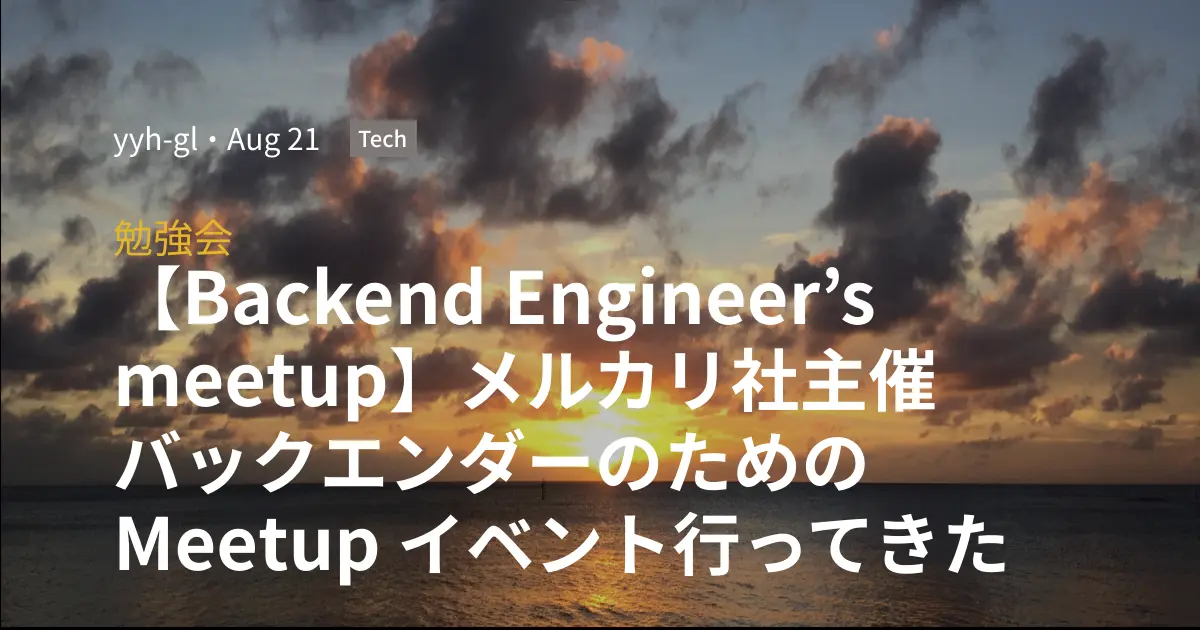 yyh-gl・Aug 21 Tech
勉強会
【Backend Engineer’s
meetup】メルカリ社主催
バックエンダーのための
Meetup イベント行ってきた